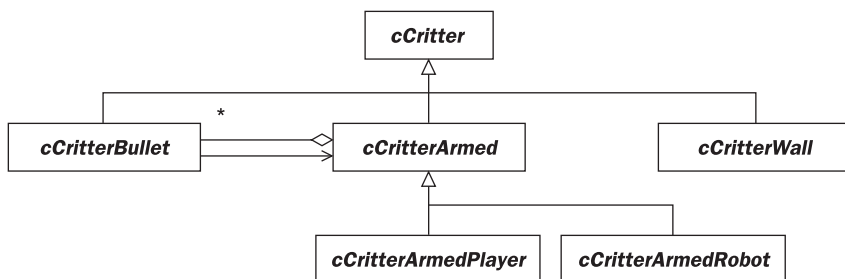 cCritter
*
cCritterBullet
cCritterArmed
cCritterWall
cCritterArmedPlayer
cCritterArmedRobot